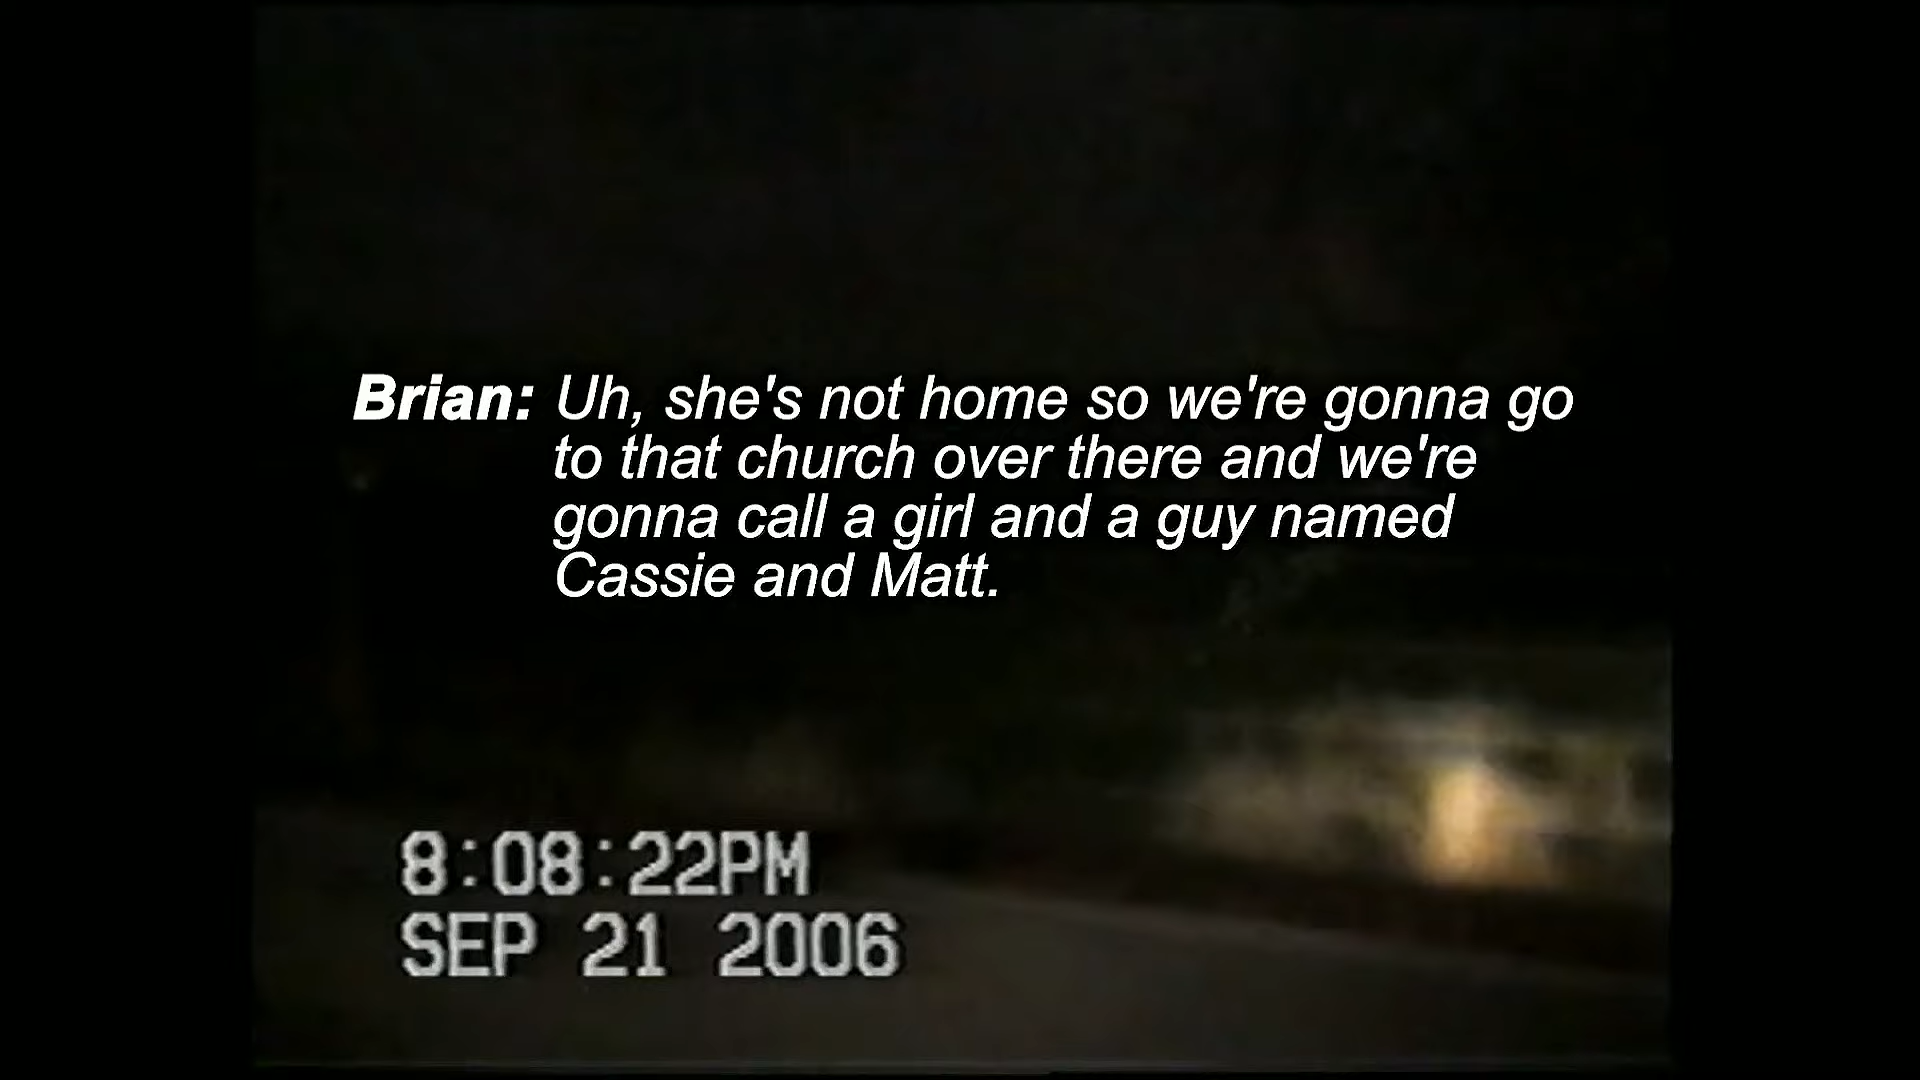 Brian: Uh, she's not home so we're gonna go
to that church over there and we're
gonna call a girl and a guy named
Cassie and Matt.
8:08:22PM
SEP 21 2006